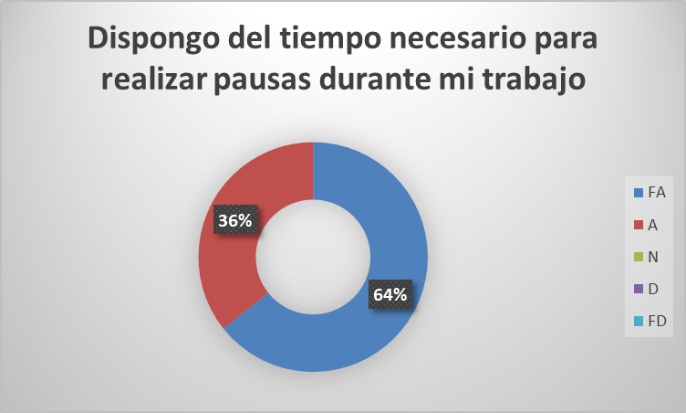 Dispongo del tiempo necesario para
realizar pausas durante mi trabajo
36%
64%
FA
A
N
D
FD